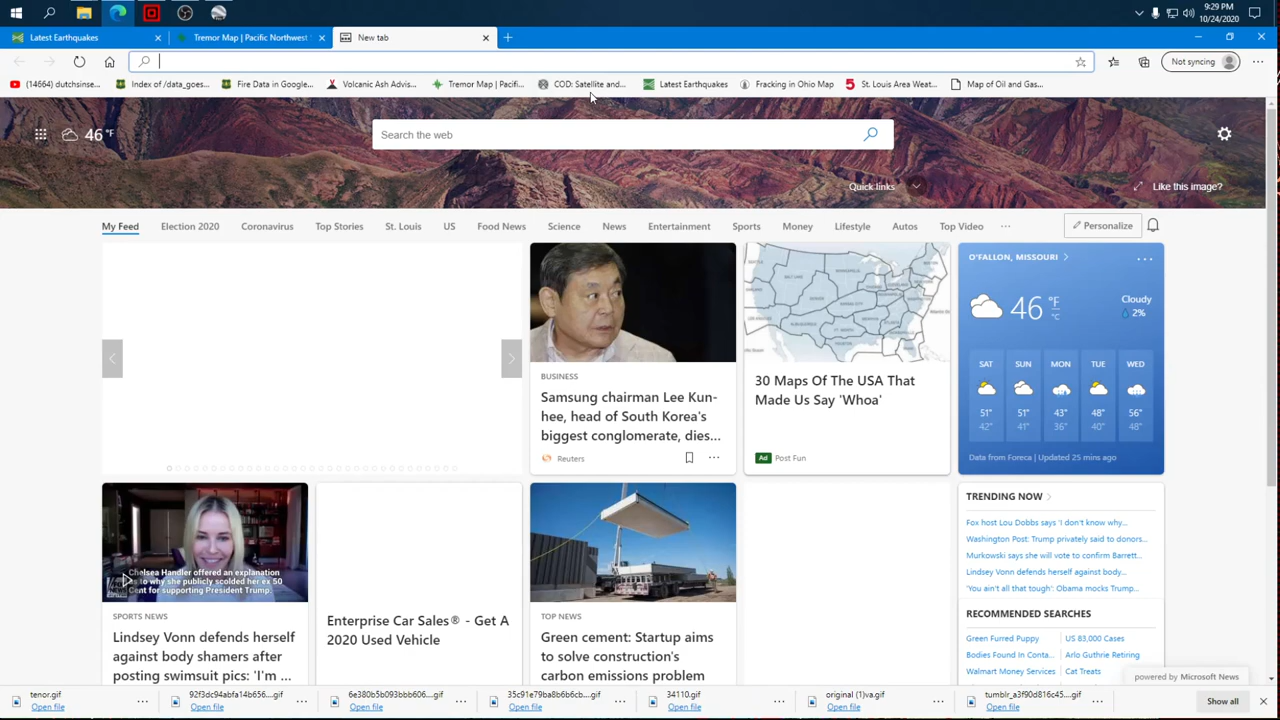 9:29 PM
10/24/2020
Latest Earthquakes
Tremor Map | Pacific Northwest
New tab
Not syncing
(14664) dutchsinse...
Index of /data_goes...
Fire Data in Google...
Volcanic Ash Advis...
Tremor Map | Pacifi...
COD: Satellite and...
Latest Earthquakes
Fracking in Ohio Map
St. Louis Area Weat...
Map of Oil and Gas...
46 °F
Search the web
Quick links
Like this image?
My Feed
Election 2020
Coronavirus
Top Stories
St. Louis
US
Food News
Science
News
Entertainment
Sports
Money
Lifestyle
Autos
Top Video
Personalize
BUSINESS
Samsung chairman Lee Kun-
hee, head of South Korea's
biggest conglomerate, dies...
Reuters
30 Maps Of The USA That
Made Us Say 'Whoa'
Ad Post Fun
O'FALLON, MISSOURI
46 °F
°C
Cloudy
2%
SAT SUN MON TUE WED
51° 51° 43° 48° 56°
42° 41° 36° 40° 48°
Data from Foreca | Updated 25 mins ago
Chelsea Handler offered an explanation
as to why she publicly scolded her ex 50
Cent for supporting President Trump.
SPORTS NEWS
Lindsey Vonn defends herself
against body shamers after
posting swimsuit pics: 'I'm ...
Enterprise Car Sales® - Get A
2020 Used Vehicle
TOP NEWS
Green cement: Startup aims
to solve construction's
carbon emissions problem
TRENDING NOW
Fox host Lou Dobbs says 'I don't know why...
Washington Post: Trump privately said to donors...
Murkowski says she will vote to confirm Barrett...
Lindsey Vonn defends herself against body...
'You ain't all that tough': Obama mocks Trump...
RECOMMENDED SEARCHES
Green Furred Puppy
US 83,000 Cases
Bodies Found In Conta...
Arlo Guthrie Retiring
Walmart Money Services
Cat Treats
powered by Microsoft News
tenor.gif
Open file
92f3dc94abfa14b656....gif
Open file
6e380b5b093bbb606....gif
Open file
35c91e79ba8b6b6cb....gif
Open file
34110.gif
Open file
original (1)va.gif
Open file
tumblr_a3f90d816c45....gif
Open file
Show all